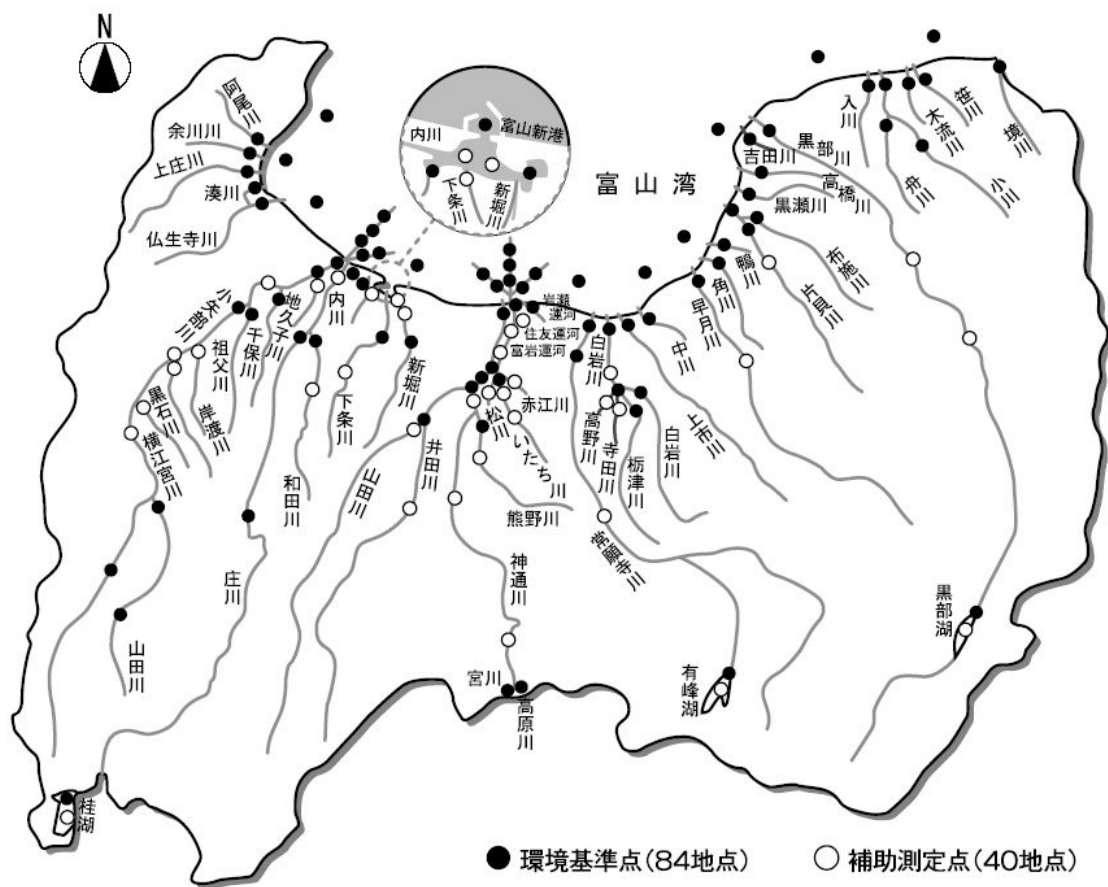 N
阿尾川
余川川
上庄川
湊川
仏生寺川
内川
富山新港
下条川
新堀川
富山湾
入川
木流川
笹川
境川
舟川
小川
吉田川
黒部川
高橋川
黒瀬川
布施川
片貝川
鴨川
角川
早月川
中川
上市川
白岩川
岩瀬運河
住友運河
富岩運河
小矢部川
祖父川
千保川
地久子川
内川
黒石川
岸渡川
横江宮川
和田川
下条川
新堀川
山田川
井田川
松川
赤江川
いたち川
熊野川
高野川
寺田川
栃津川
白岩川
常願寺川
神通川
庄川
山田川
宮川
高原川
有峰湖
黒部湖
桂湖
環境基準点(84地点)
補助測定点(40地点)